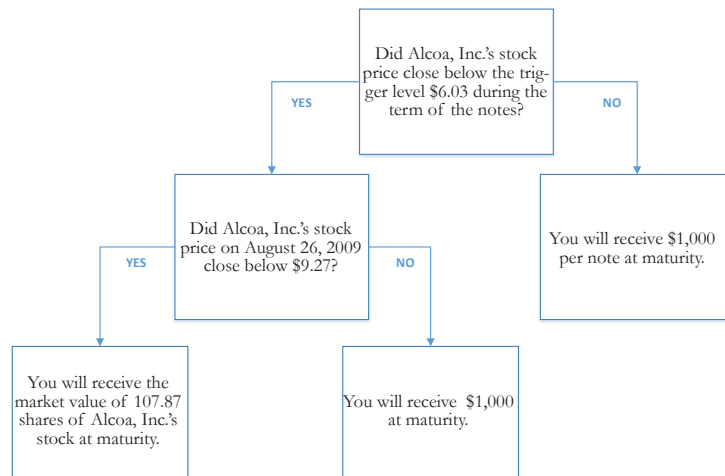 Did Alcoa, Inc.'s stock
price close below the trig-
ger level $6.03 during the
term of the notes?
YES
NO
Did Alcoa, Inc.'s stock
price on August 26, 2009
close below $9.27?
You will receive $1,000
per note at maturity.
YES
NO
You will receive the
market value of 107.87
shares of Alcoa, Inc.'s
stock at maturity.
You will receive  $1,000
at maturity.